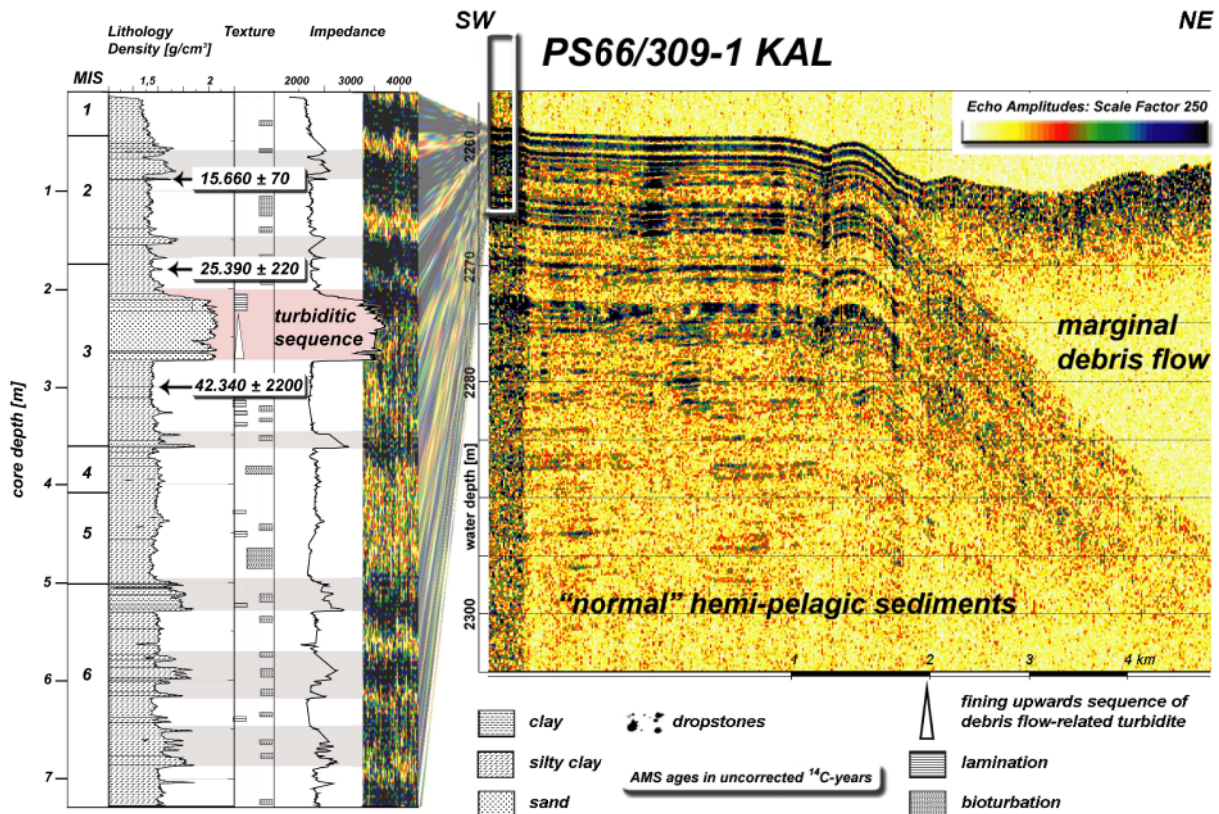 SW
NE
PS66/309-1 KAL
Lithology
Density [g/cm³]
Texture
Impedance
MIS
1,5
2
2000
3000
4000
1
2
3
4
5
6
core depth [m]
1
2
3
4
5
6
7
15.660 ± 70
25.390 ± 220
turbiditic
sequence
42.340 ± 2200
Echo Amplitudes: Scale Factor 250
2260
2270
2280
2300
water depth [m]
marginal
debris flow
“normal” hemi-pelagic sediments
1
2
3
4 km
clay
silty clay
sand
dropstones
AMS ages in uncorrected ¹⁴C-years
fining upwards sequence of
debris flow-related turbidite
lamination
bioturbation